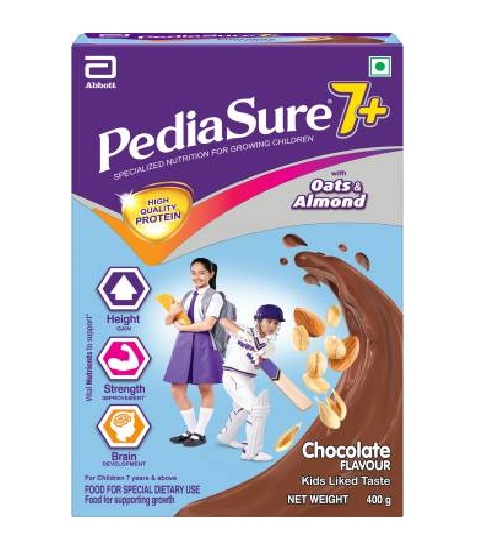 Abbott
PediaSure® 7+
SPECIALIZED NUTRITION FOR GROWING CHILDREN
with
Oats &
Almond
HIGH
QUALITY
PROTEIN
Vital Nutrients to support*
Height
GAIN
Strength
IMPROVEMENT
Brain
DEVELOPMENT
For Children 7 years & above
FOOD FOR SPECIAL DIETARY USE
Food for supporting growth
Chocolate
FLAVOUR
Kids Liked Taste
NET WEIGHT 400 g